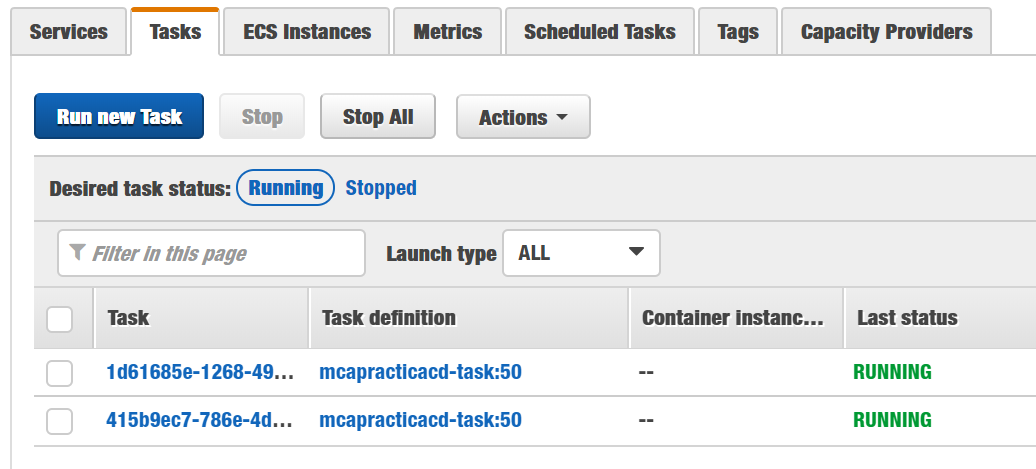 Services Tasks ECS Instances Metrics Scheduled Tasks Tags Capacity Providers
Run new Task Stop Stop All Actions
Desired task status: Running Stopped
Filter in this page Launch type ALL
Task Task definition Container instanc... Last status
1d61685e-1268-49... mcapracticacd-task:50 -- RUNNING
415b9ec7-786e-4d... mcapracticacd-task:50 -- RUNNING